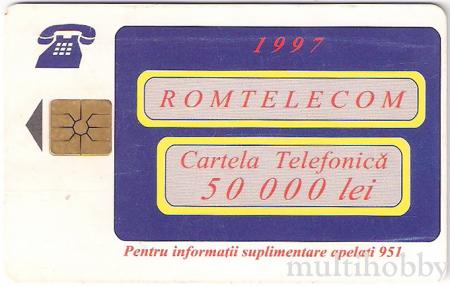 1997
ROMTELECOM
Cartela Telefonică
50 000 lei
Pentru informaţii suplimentare apelaţi 951
multihobby